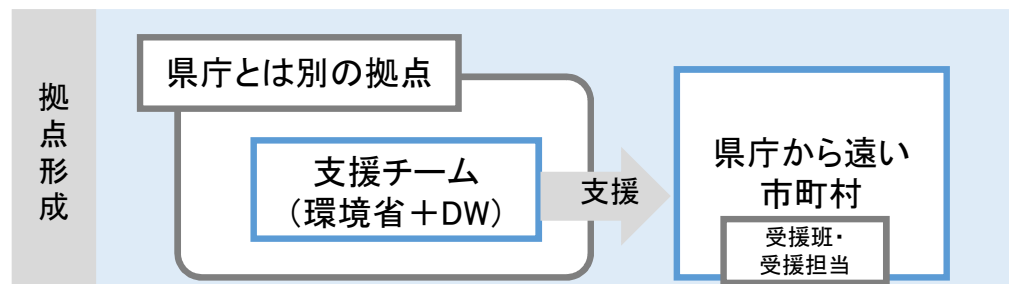 拠点形成
県庁とは別の拠点
支援チーム
（環境省＋DW）
支援
県庁から遠い
市町村
受援班・
受援担当